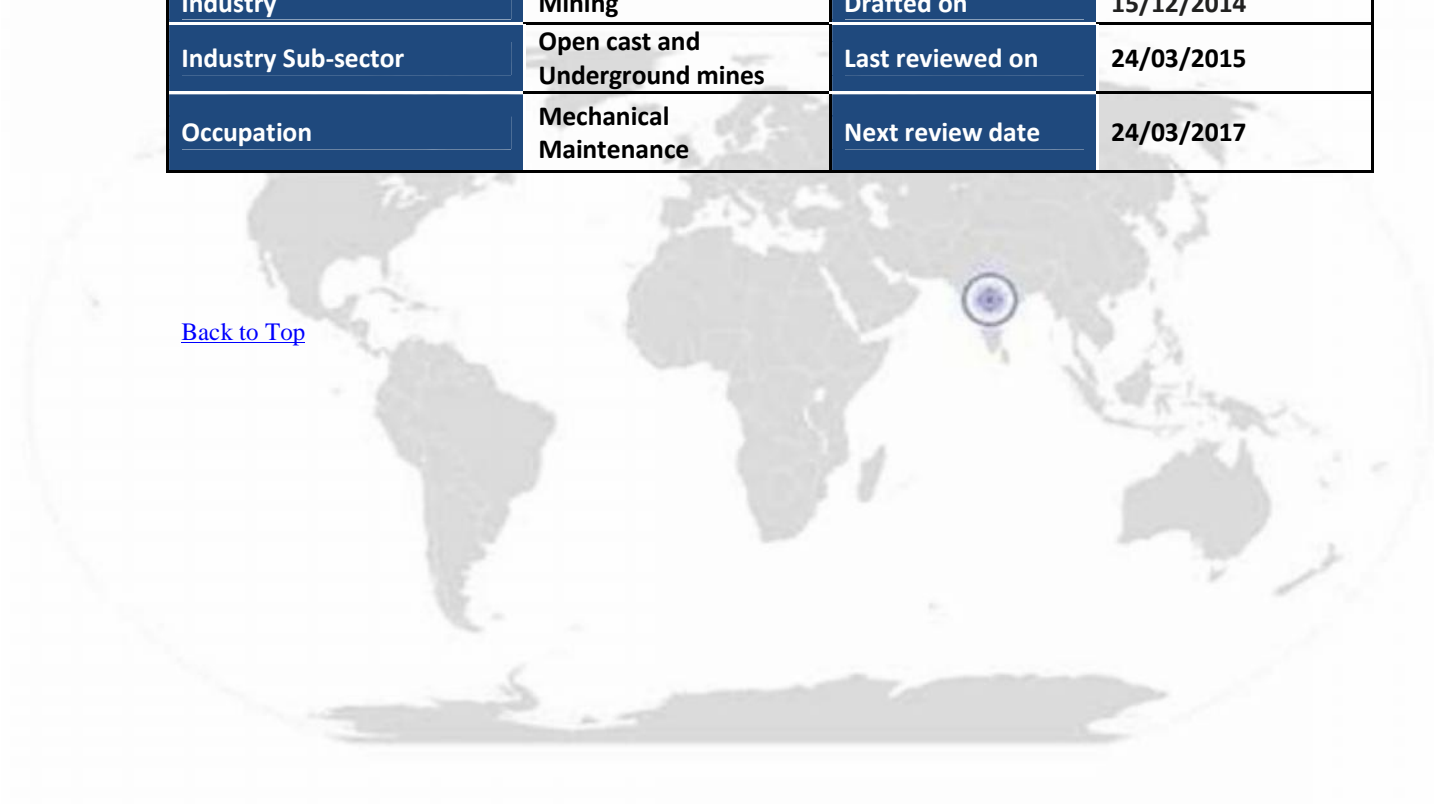 Industry Mining Drafted on 15/12/2014
Industry Sub-sector Open cast and Underground mines Last reviewed on 24/03/2015
Occupation Mechanical Maintenance Next review date 24/03/2017
Back to Top